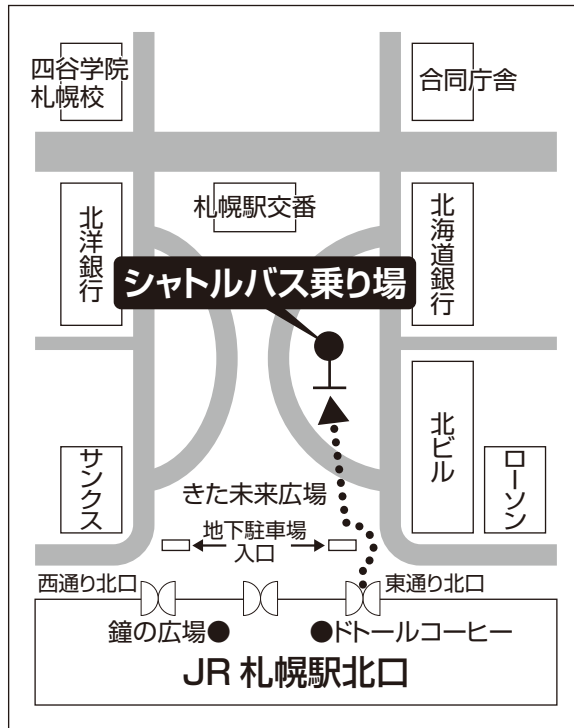 四谷学院
札幌校
合同庁舎
北洋銀行
札幌駅交番
北海道銀行
シャトルバス乗り場
サンクス
北ビル
ローソン
きた未来広場
地下駐車場
入口
西通り北口
東通り北口
鐘の広場
ドトールコーヒー
JR 札幌駅北口